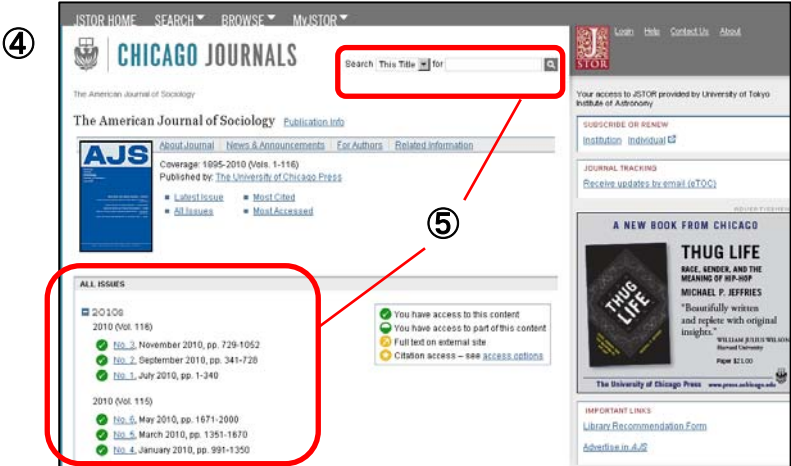 ④
JSTOR HOME SEARCH BROWSE MyJSTOR
CHICAGO JOURNALS
Search This Title for
JSTOR
Login Help Contact Us About
The American Journal of Sociology
Your access to JSTOR provided by University of Tokyo
Institute of Astronomy
The American Journal of Sociology Publication Info
SUBSCRIBE OR RENEW
Institution Individual
AJS
About Journal News & Announcements For Authors Related Information
Coverage: 1895-2010 (Vols. 1-116)
Published by: The University of Chicago Press
Latest Issue Most Cited
All Issues Most Accessed
JOURNAL TRACKING
Receive updates by email (eTOC)
ADVERTISEMEN
⑤
A NEW BOOK FROM CHICAGO
THUG LIFE
THUG LIFE
RACE, GENDER, AND THE
MEANING OF HIP-HOP
MICHAEL P. JEFFRIES
"Beautifully written
and replete with original
insights."
WILLIAM JULIUS WILSON
Harvard University
Paper $21.00
The University of Chicago Press www.press.uchicago.edu
ALL ISSUES
2010s
2010 (Vol. 116)
No. 3, November 2010, pp. 729-1052
No. 2, September 2010, pp. 341-728
No. 1, July 2010, pp. 1-340
2010 (Vol. 115)
No. 6, May 2010, pp. 1671-2000
No. 5, March 2010, pp. 1351-1670
No. 4, January 2010, pp. 991-1350
You have access to this content
You have access to part of this content
Full text on external site
Citation access – see access options
IMPORTANT LINKS
Library Recommendation Form
Advertise in AJS